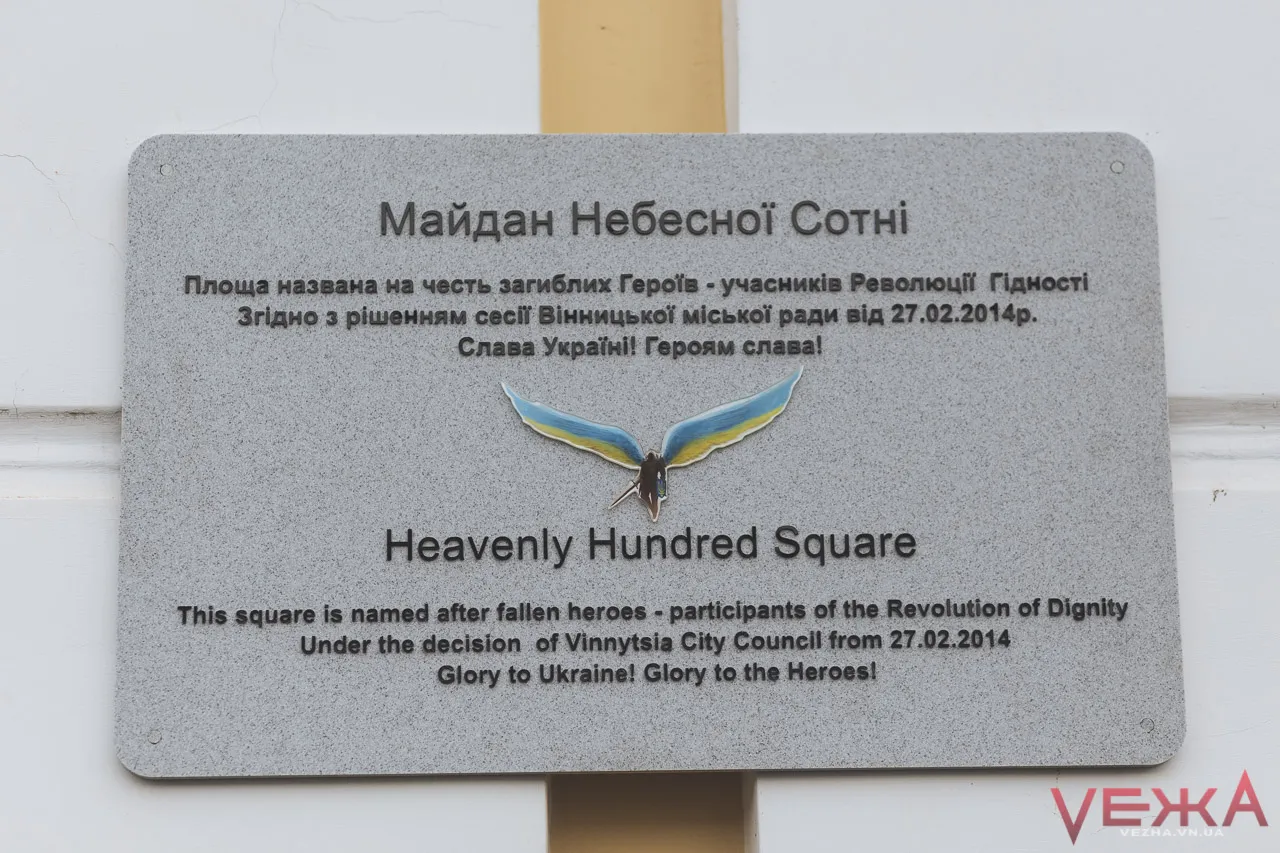 Майдан Небесної Сотні
Площа названа на честь загиблих Героїв - учасників Революції Гідності
Згідно з рішенням сесії Вінницької міської ради від 27.02.2014р.
Слава Україні! Героям слава!
Heavenly Hundred Square
This square is named after fallen heroes - participants of the Revolution of Dignity
Under the decision of Vinnytsia City Council from 27.02.2014
Glory to Ukraine! Glory to the Heroes!
VЕЖА
VEZHA.VN.UA